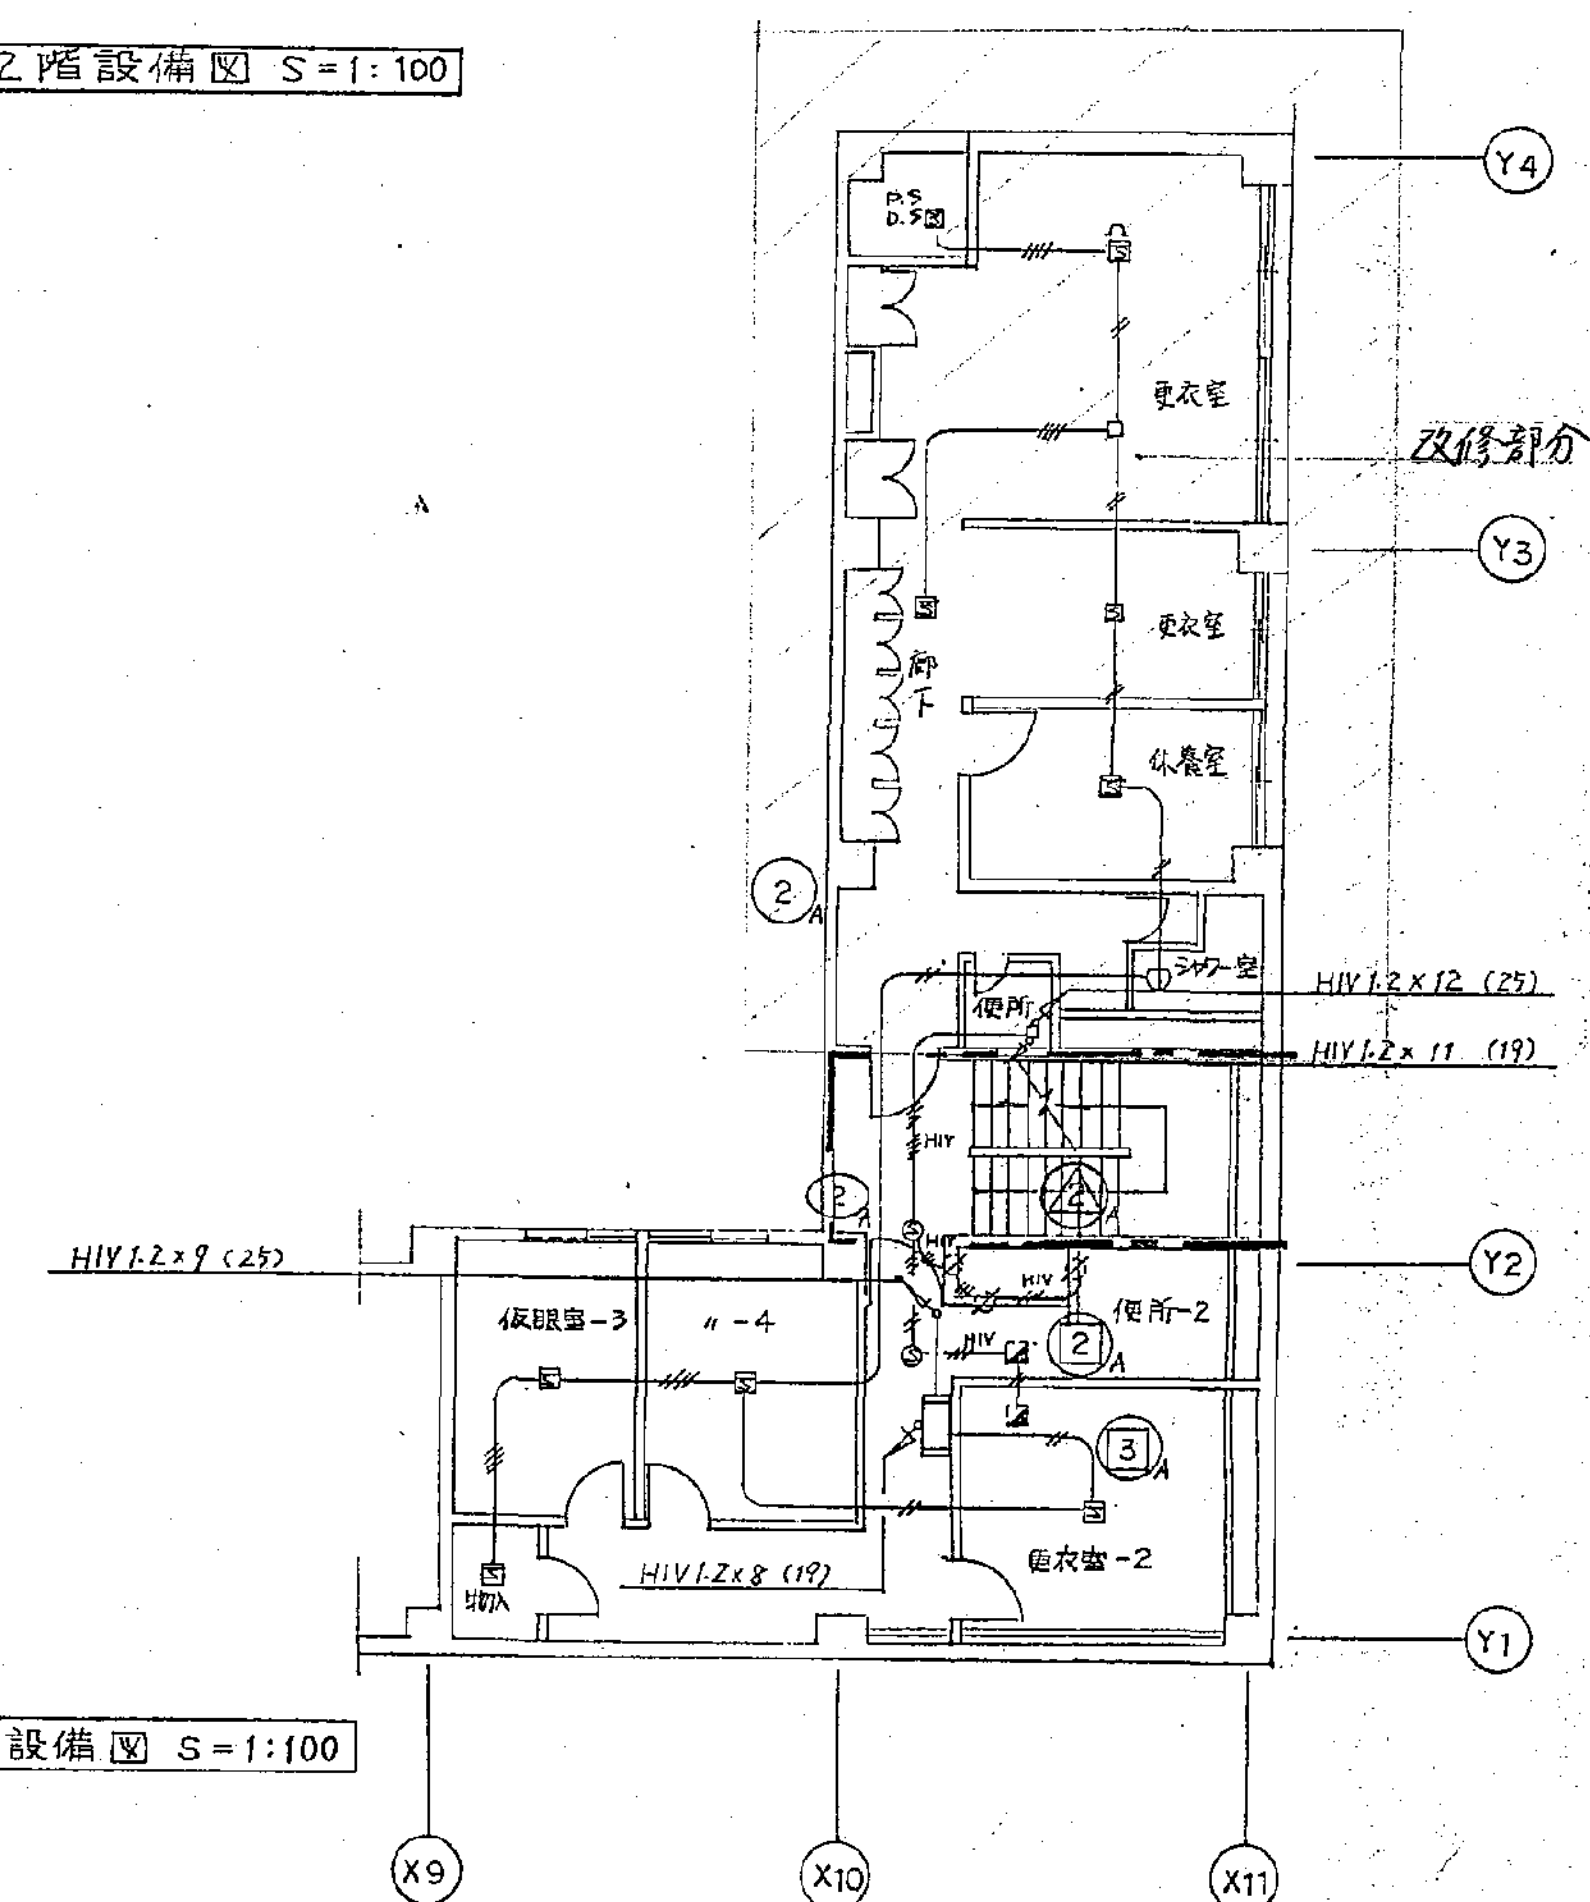 2階設備図 S=1:100
Y4
P.S
D.S
更衣室
改修部分
Y3
更衣室
廊下
休養室
2
A
シャワー室
便所
HIV 1.2 × 12 (25)
HIV 1.2 × 11 (19)
HIV
2
A
2
A
HIV
HIV 1.2 × 9 (25)
Y2
HIV
仮眠室-3
〃-4
便所-2
HIV
2
A
3
A
更衣室-2
HIV 1.2 × 8 (19)
物入
Y1
設備図 S=1:100
X9
X10
X11